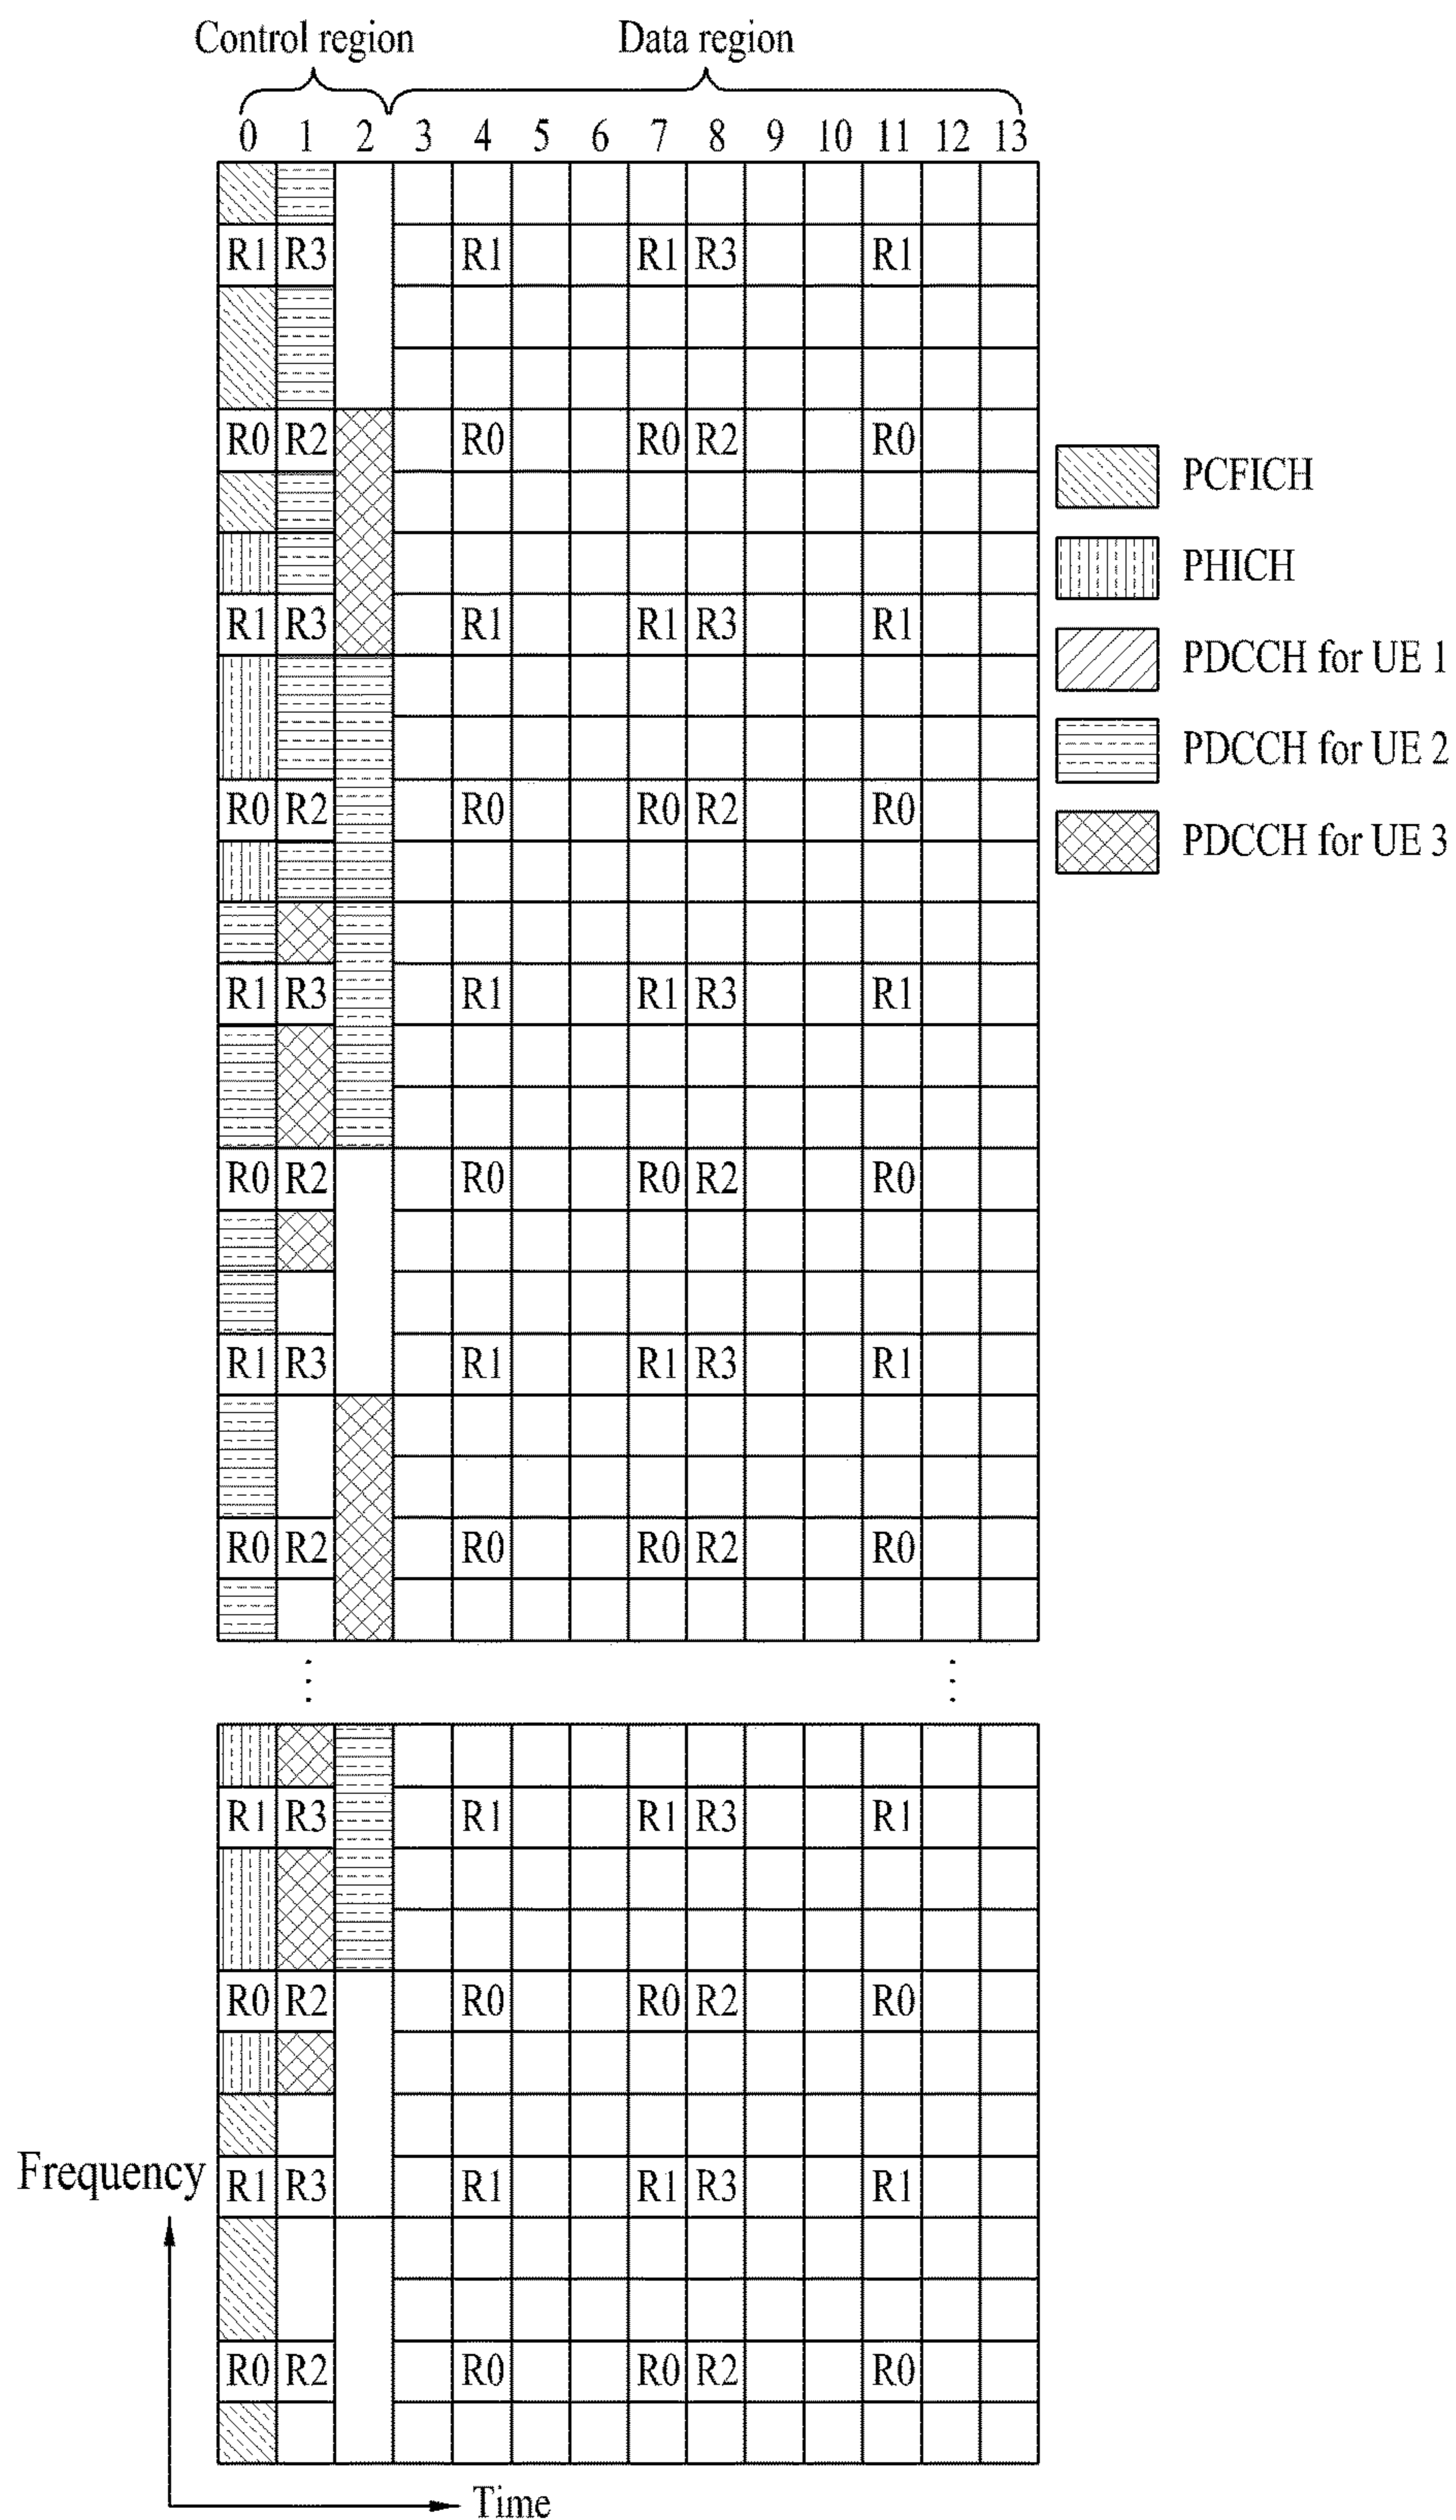 Control region Data region
0 1 2 3 4 5 6 7 8 9 10 11 12 13
R1 R3 R1 R1 R3 R1
R0 R2 R0 R0 R2 R0
PCFICH
PHICH
R1 R3 R1 R1 R3 R1
PDCCH for UE 1
PDCCH for UE 2
R0 R2 R0 R0 R2 R0
PDCCH for UE 3
R1 R3 R1 R1 R3 R1
R0 R2 R0 R0 R2 R0
R1 R3 R1 R1 R3 R1
R0 R2 R0 R0 R2 R0
R1 R3 R1 R1 R3 R1
R0 R2 R0 R0 R2 R0
Frequency R1 R3 R1 R1 R3 R1
R0 R2 R0 R0 R2 R0
Time